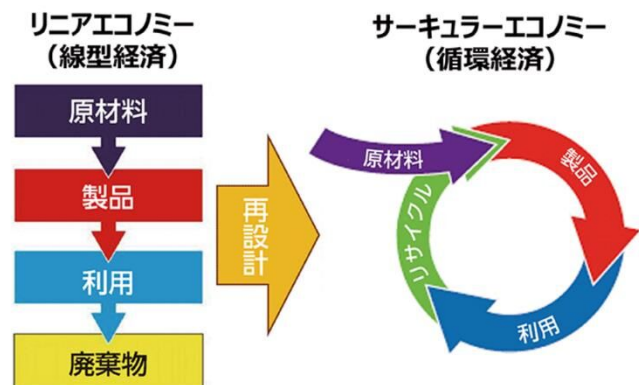 リニアエコノミー
（線型経済）
原材料
製品
利用
廃棄物
再設計
サーキュラーエコノミー
（循環経済）
原材料
製品
利用
リサイクル